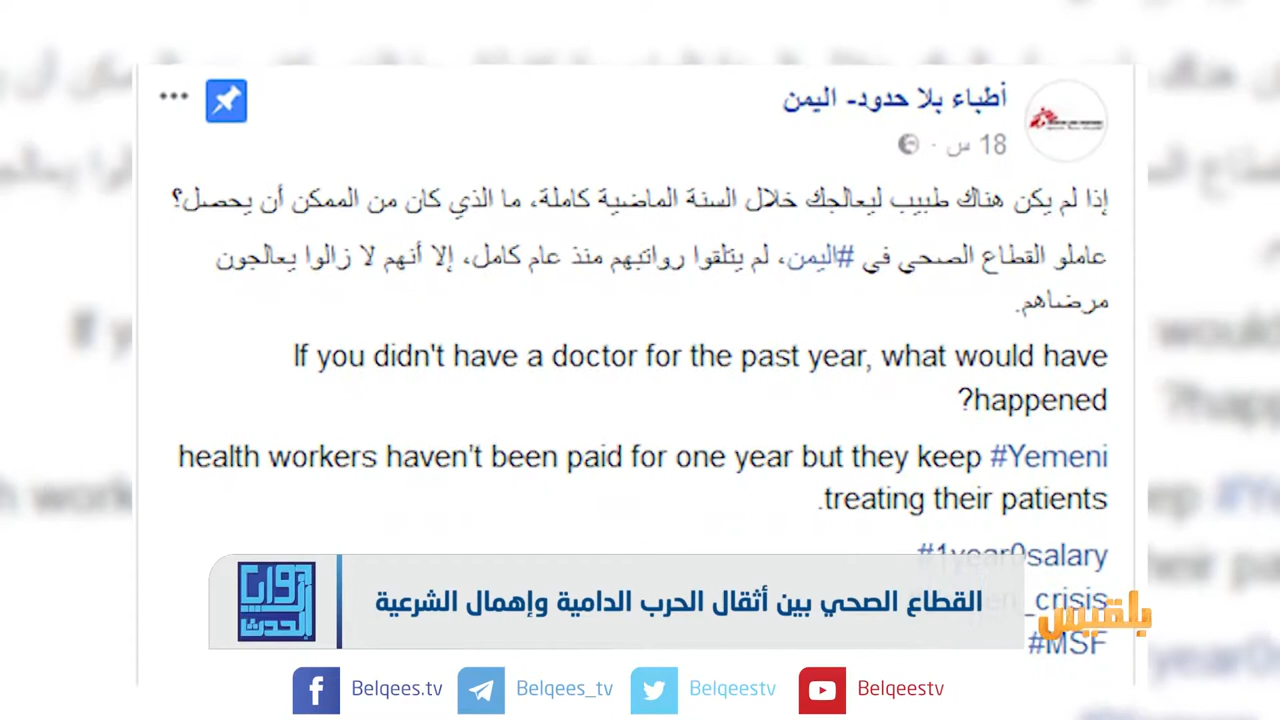 أطباء بلا حدود- اليمن
18 س
إذا لم يكن هناك طبيب ليعالجك خلال السنة الماضية كاملة، ما الذي كان من الممكن أن يحصل؟
عاملو القطاع الصحي في #اليمن، لم يتلقوا رواتبهم منذ عام كامل، إلا أنهم لا زالوا يعالجون
مرضاهم.
If you didn't have a doctor for the past year, what would have
?happened
health workers haven't been paid for one year but they keep #Yemeni
.treating their patients
#1year0salary
_crisis
#MSF
القطاع الصحي بين أثقال الحرب الدامية وإهمال الشرعية
زوايا الحدث
بلقيس
Belqees.tv
Belqees_tv
Belqeestv
Belqeestv